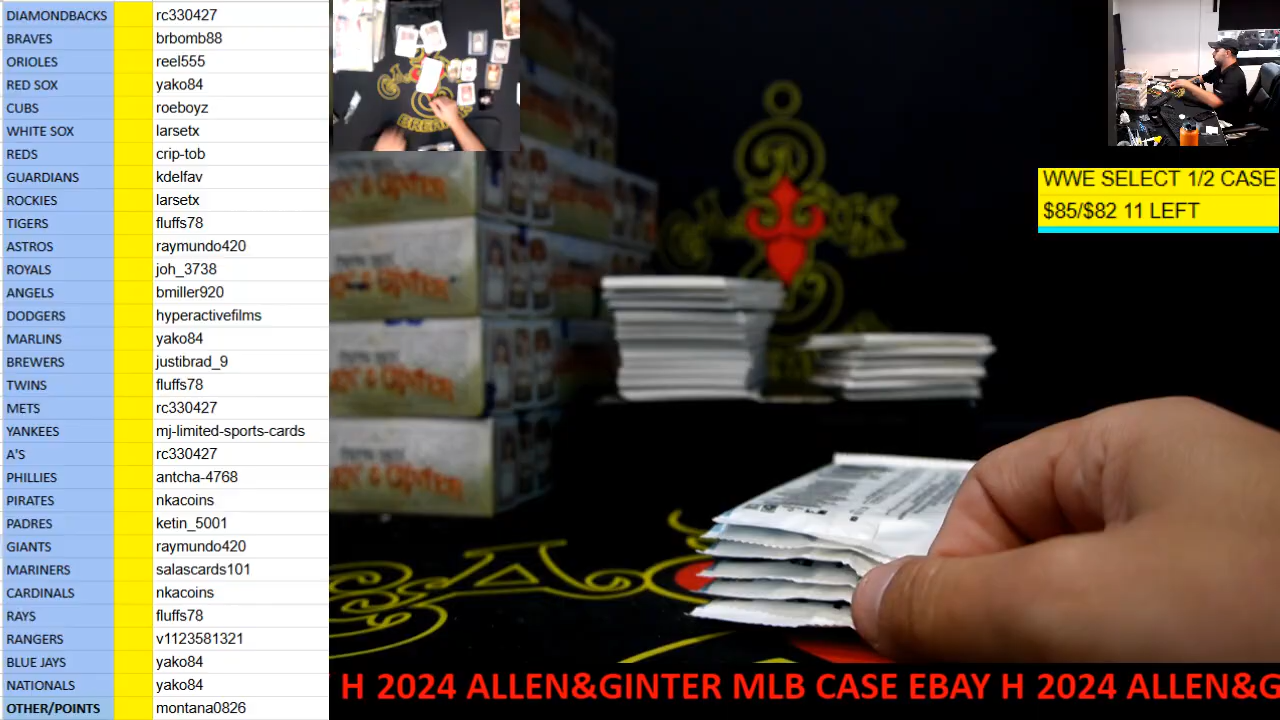 DIAMONDBACKS rc330427
BRAVES brbomb88
ORIOLES reel555
RED SOX yako84
CUBS roeboyz
WHITE SOX larsetx
REDS crip-tob
GUARDIANS kdelfav
ROCKIES larsetx
TIGERS fluffs78
ASTROS raymundo420
ROYALS joh_3738
ANGELS bmiller920
DODGERS hyperactivefilms
MARLINS yako84
BREWERS justibrad_9
TWINS fluffs78
METS rc330427
YANKEES mj-limited-sports-cards
A'S rc330427
PHILLIES antcha-4768
PIRATES nkacoins
PADRES ketin_5001
GIANTS raymundo420
MARINERS salascards101
CARDINALS nkacoins
RAYS fluffs78
RANGERS v1123581321
BLUE JAYS yako84
NATIONALS yako84
OTHER/POINTS montana0826
WWE SELECT 1/2 CASE
$85/$82 11 LEFT
H 2024 ALLEN&GINTER MLB CASE EBAY H 2024 ALLEN&G